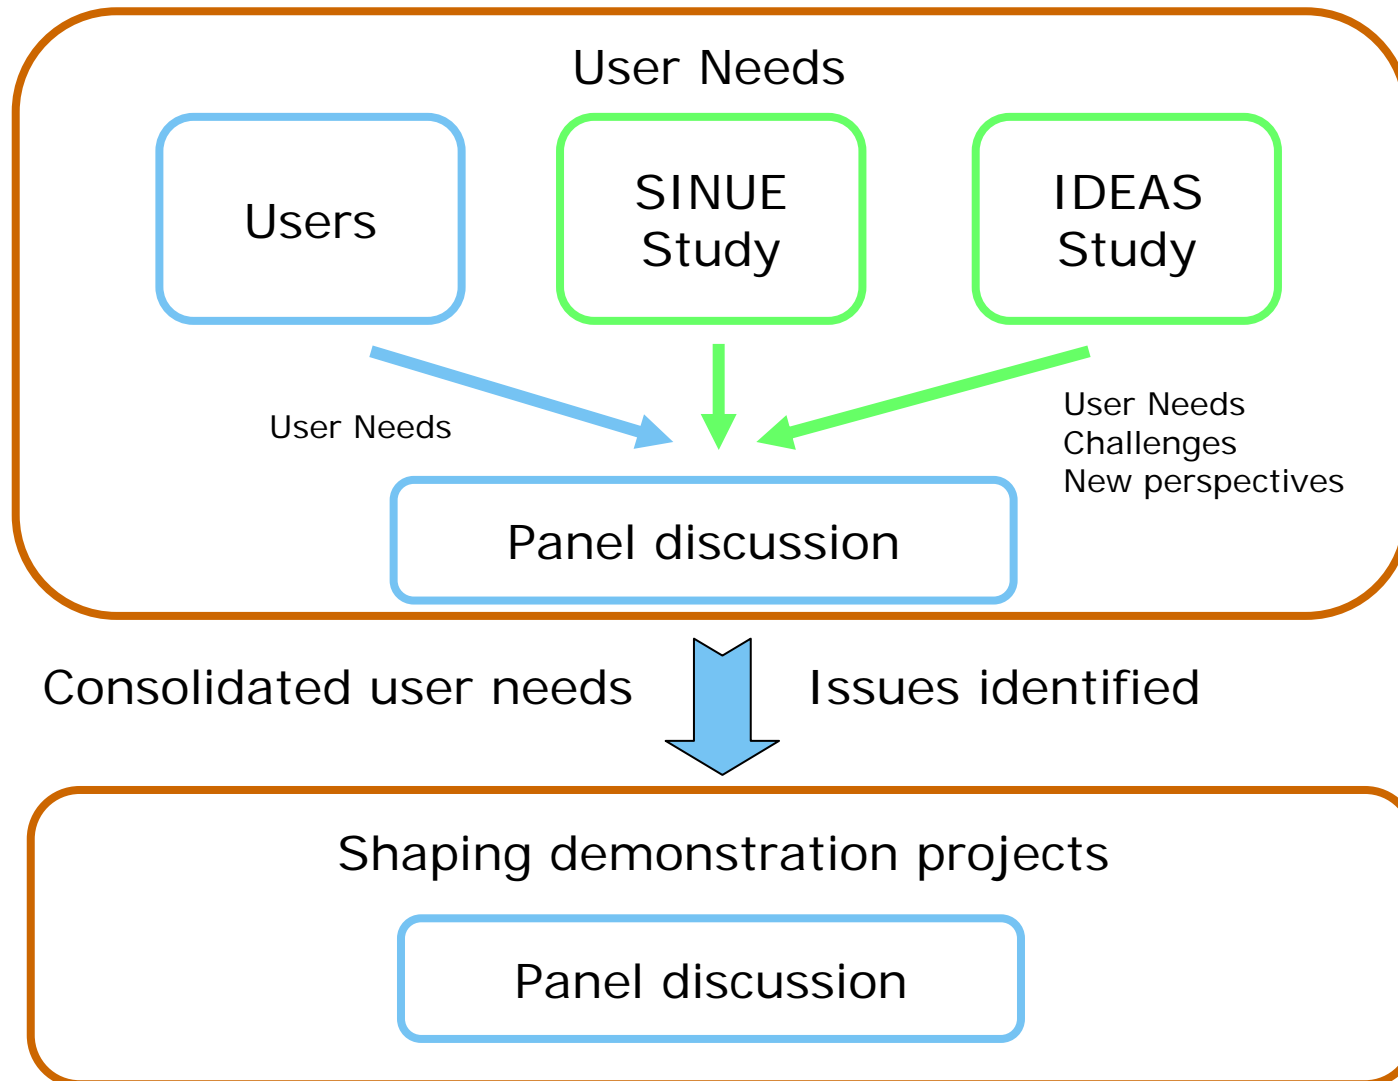 User Needs
Users
SINUE
Study
IDEAS
Study
User Needs
User Needs
Challenges
New perspectives
Panel discussion
Consolidated user needs
Issues identified
Shaping demonstration projects
Panel discussion